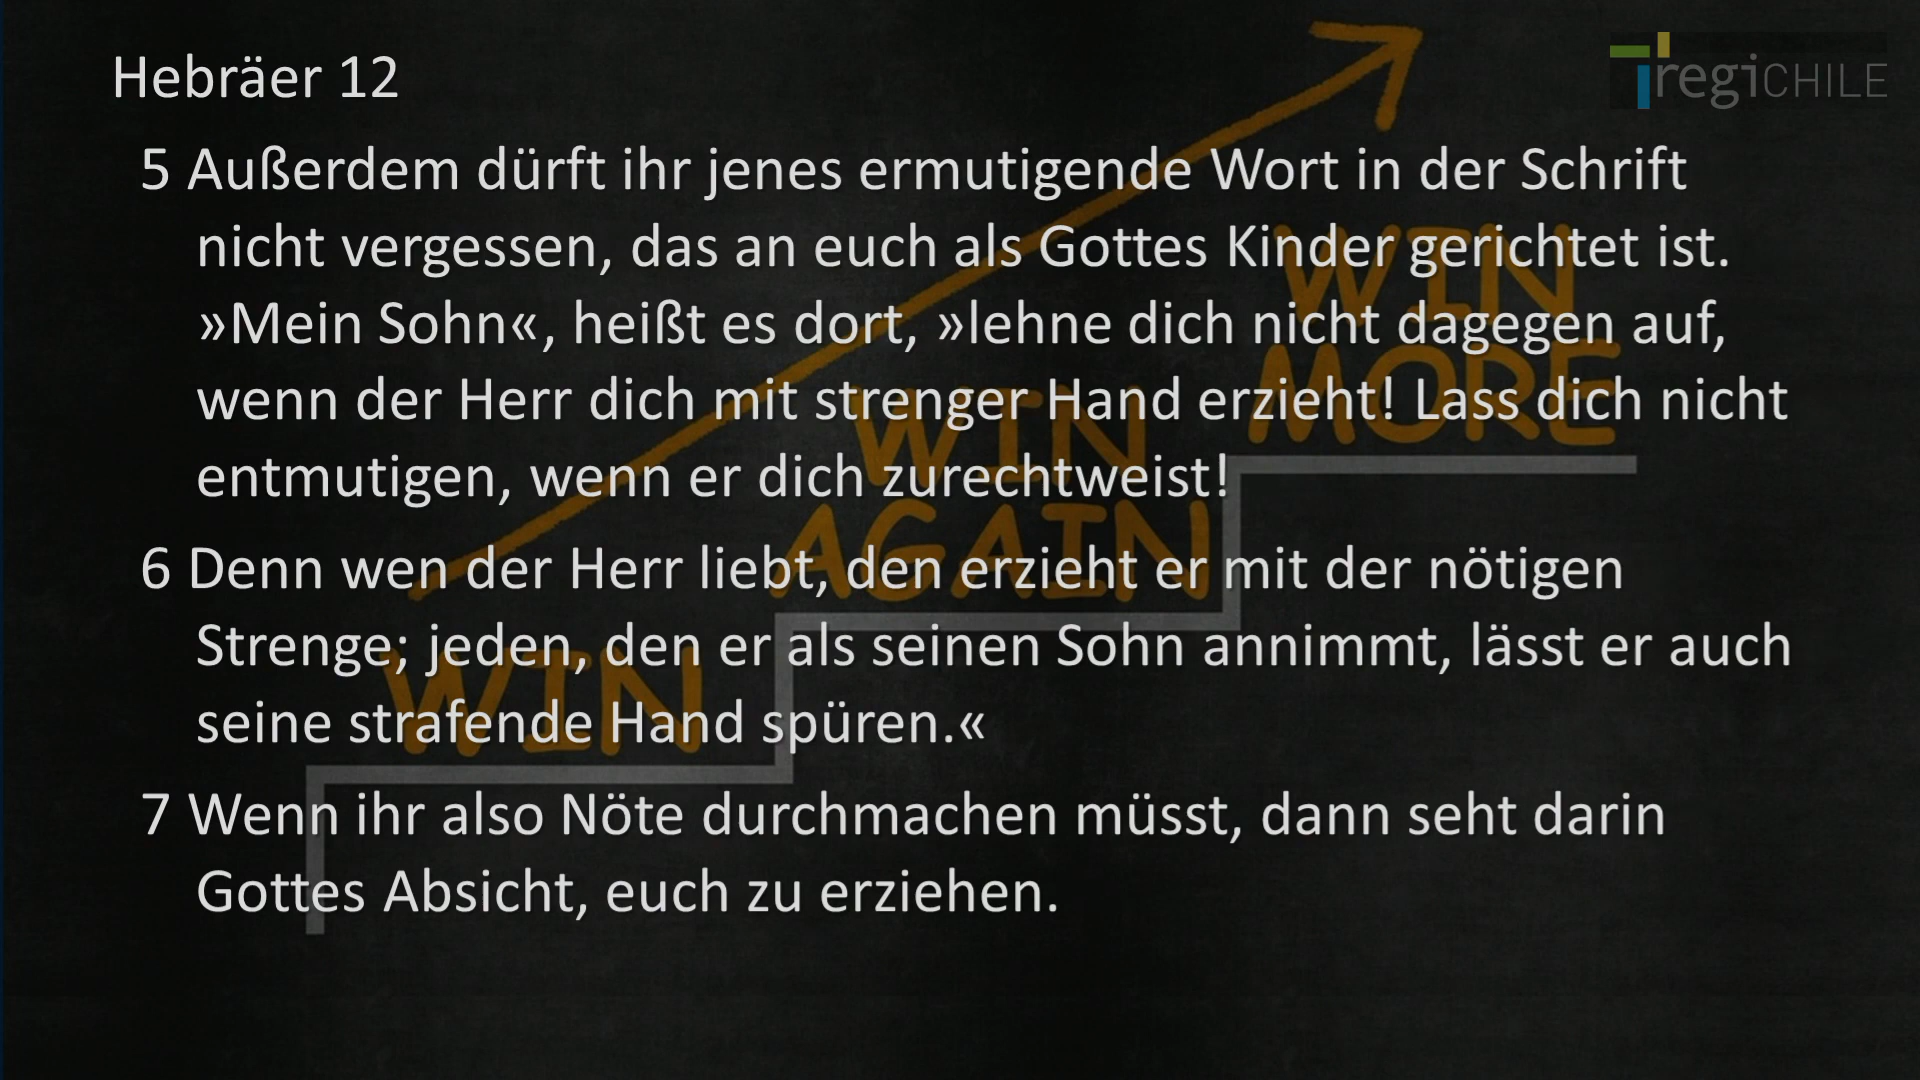 Hebräer 12
regiCHILE
5 Außerdem dürft ihr jenes ermutigende Wort in der Schrift
nicht vergessen, das an euch als Gottes Kinder gerichtet ist.
»Mein Sohn«, heißt es dort, »lehne dich nicht dagegen auf,
wenn der Herr dich mit strenger Hand erzieht! Lass dich nicht
entmutigen, wenn er dich zurechtweist!
6 Denn wen der Herr liebt, den erzieht er mit der nötigen
Strenge; jeden, den er als seinen Sohn annimmt, lässt er auch
seine strafende Hand spüren.«
7 Wenn ihr also Nöte durchmachen müsst, dann seht darin
Gottes Absicht, euch zu erziehen.
WIN
WIN
AGAIN
WIN
MORE